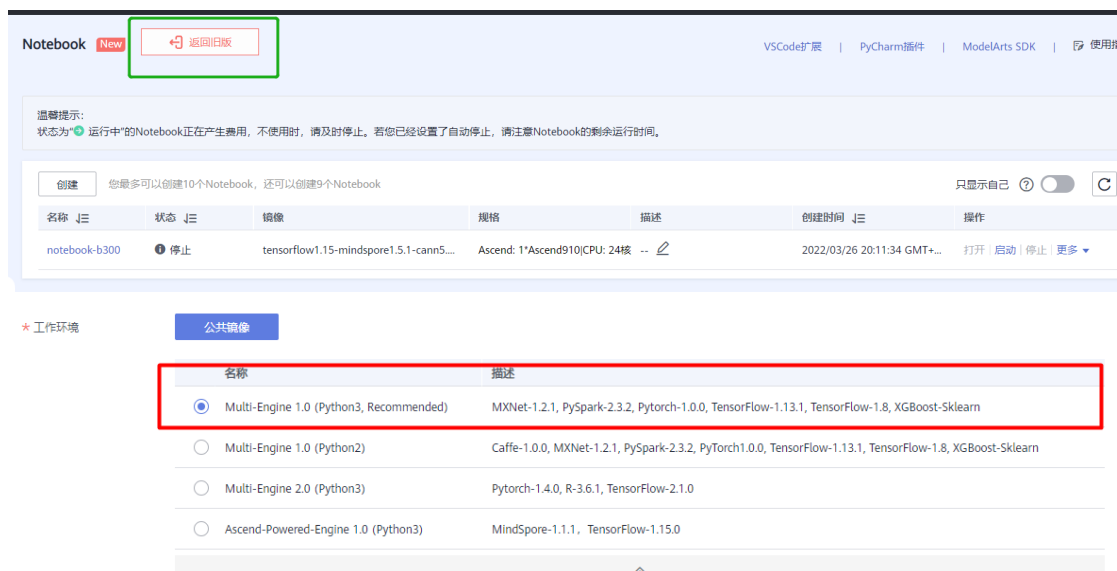 Notebook New 返回旧版 VSCode扩展 | PyCharm插件 | ModelArts SDK | 使用指
温馨提示:
状态为“ 运行中”的Notebook正在产生费用，不使用时，请及时停止。若您已经设置了自动停止，请注意Notebook的剩余运行时间。
创建 您最多可以创建10个Notebook，还可以创建9个Notebook 只显示自己
名称 状态 镜像 规格 描述 创建时间 操作
notebook-b300 停止 tensorflow1.15-mindspore1.5.1-cann5.... Ascend: 1*Ascend910|CPU: 24核 -- 2022/03/26 20:11:34 GMT+... 打开 | 启动 | 停止 | 更多
* 工作环境 公共镜像
名称 描述
Multi-Engine 1.0 (Python3, Recommended) MXNet-1.2.1, PySpark-2.3.2, Pytorch-1.0.0, TensorFlow-1.13.1, TensorFlow-1.8, XGBoost-Sklearn
Multi-Engine 1.0 (Python2) Caffe-1.0.0, MXNet-1.2.1, PySpark-2.3.2, PyTorch1.0.0, TensorFlow-1.13.1, TensorFlow-1.8, XGBoost-Sklearn
Multi-Engine 2.0 (Python3) Pytorch-1.4.0, R-3.6.1, TensorFlow-2.1.0
Ascend-Powered-Engine 1.0 (Python3) MindSpore-1.1.1，TensorFlow-1.15.0